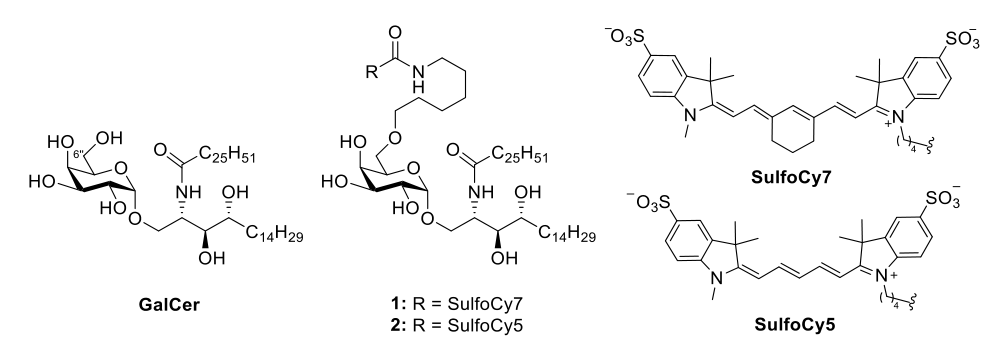 GalCer
HO OH
6"
O
HO
HO
O
O C₂₅H₅₁
NH OH
C₁₄H₂₉
OH
O
R N
H
O
HO
O
HO
HO
O
O C₂₅H₅₁
NH OH
C₁₄H₂₉
OH
1: R = SulfoCy7
2: R = SulfoCy5
⁻O₃S
SO₃⁻
N
N
+
4
SulfoCy7
⁻O₃S
SO₃⁻
N
N⁺
4
SulfoCy5